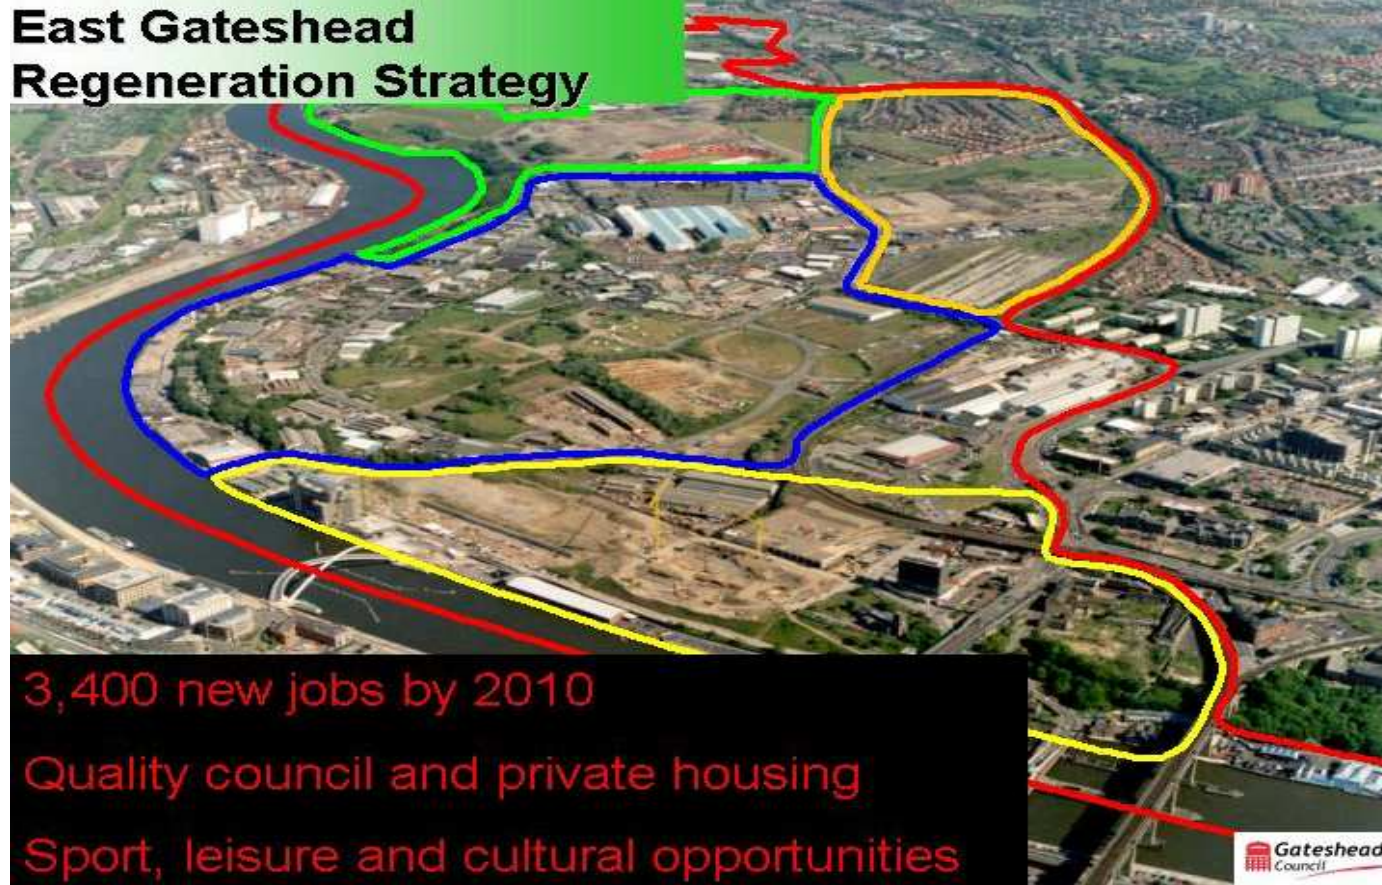 East Gateshead
Regeneration Strategy
3,400 new jobs by 2010
Quality council and private housing
Sport, leisure and cultural opportunities
Gateshead
Council